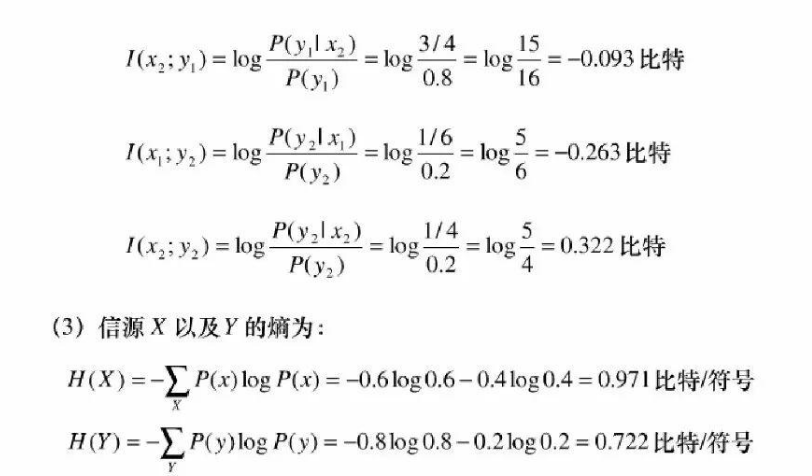 I(x₂; y₁) = log P(y₁|x₂)/P(y₁) = log (3/4)/0.8 = log 15/16 = −0.093 比特
I(x₁; y₂) = log P(y₂|x₁)/P(y₂) = log (1/6)/0.2 = log 5/6 = −0.263 比特
I(x₂; y₂) = log P(y₂|x₂)/P(y₂) = log (1/4)/0.2 = log 5/4 = 0.322 比特
(3) 信源 X 以及 Y 的熵为：
H(X) = −∑_X P(x) log P(x) = −0.6 log 0.6 − 0.4 log 0.4 = 0.971 比特/符号
H(Y) = −∑_Y P(y) log P(y) = −0.8 log 0.8 − 0.2 log 0.2 = 0.722 比特/符号